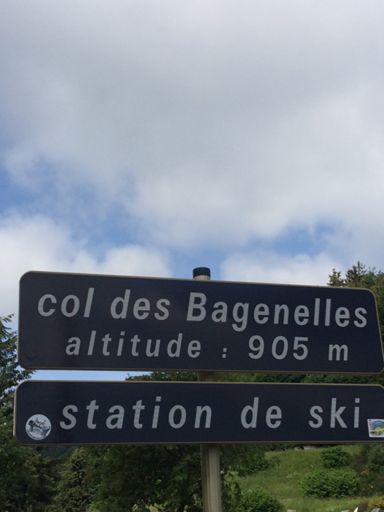 col des Bagenelles
altitude : 905 m
station de ski